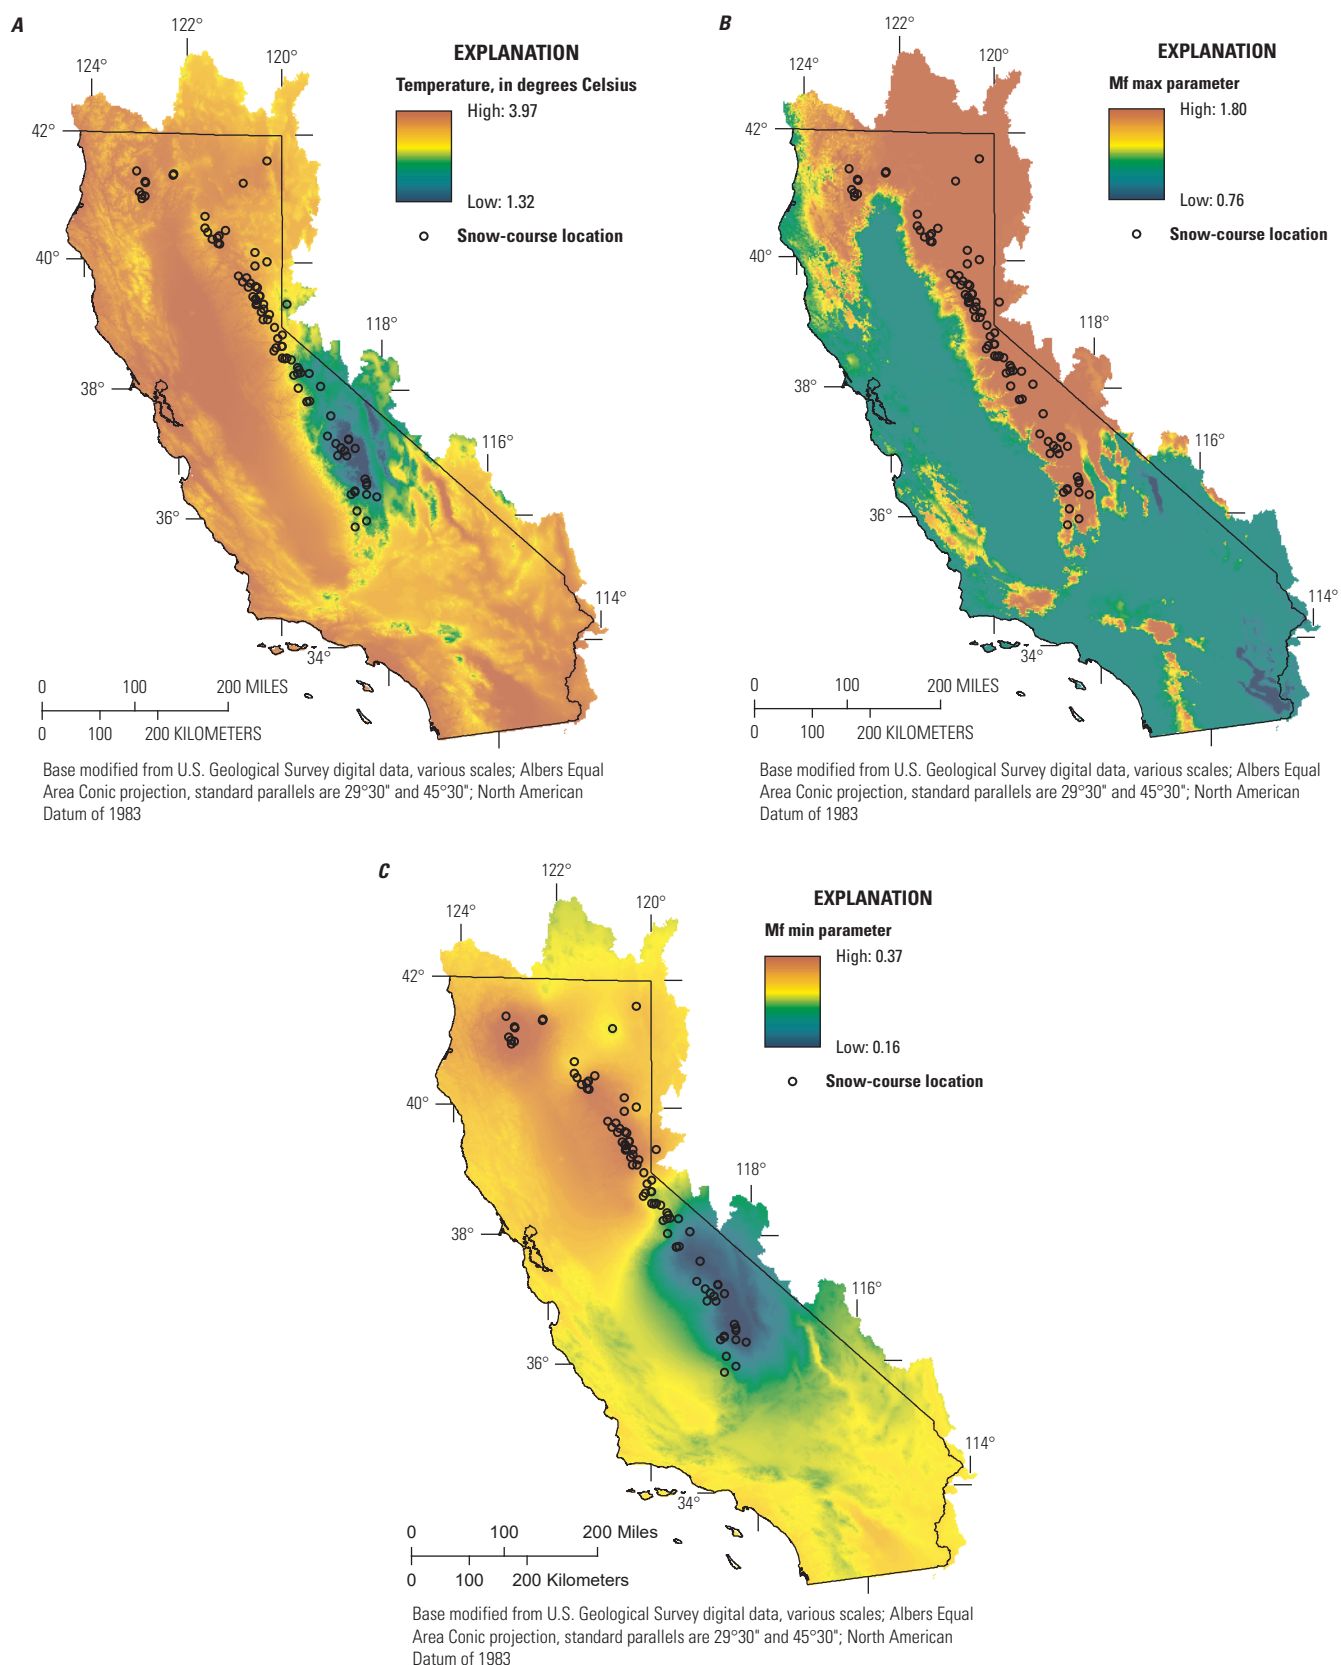 A
122°
120°
124°
EXPLANATION
Temperature, in degrees Celsius
High: 3.97
Low: 1.32
Snow-course location
42°
40°
118°
38°
116°
36°
114°
34°
0 100 200 MILES
0 100 200 KILOMETERS
Base modified from U.S. Geological Survey digital data, various scales; Albers Equal
Area Conic projection, standard parallels are 29°30" and 45°30"; North American
Datum of 1983
B
122°
120°
124°
EXPLANATION
Mf max parameter
High: 1.80
Low: 0.76
Snow-course location
42°
40°
118°
38°
116°
36°
114°
34°
0 100 200 MILES
0 100 200 KILOMETERS
Base modified from U.S. Geological Survey digital data, various scales; Albers Equal
Area Conic projection, standard parallels are 29°30" and 45°30"; North American
Datum of 1983
C
122°
120°
124°
EXPLANATION
Mf min parameter
High: 0.37
Low: 0.16
Snow-course location
42°
40°
118°
38°
116°
36°
114°
34°
0 100 200 Miles
0 100 200 Kilometers
Base modified from U.S. Geological Survey digital data, various scales; Albers Equal
Area Conic projection, standard parallels are 29°30" and 45°30"; North American
Datum of 1983